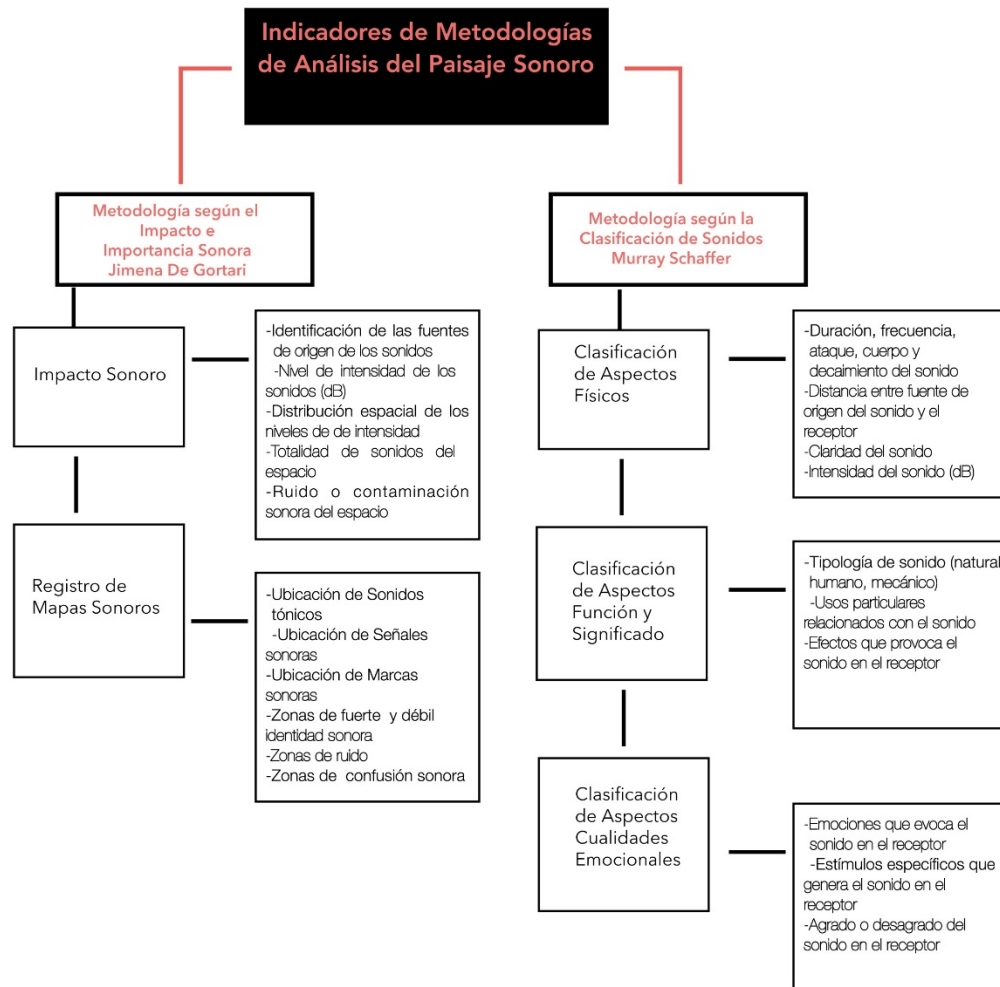 Indicadores de Metodologías
de Análisis del Paisaje Sonoro
Metodología según el
Impacto e
Importancia Sonora
Jimena De Gortari
Impacto Sonoro
-Identificación de las fuentes
de origen de los sonidos
-Nivel de intensidad de los
sonidos (dB)
-Distribución espacial de los
niveles de de intensidad
-Totalidad de sonidos del
espacio
-Ruido o contaminación
sonora del espacio
Registro de
Mapas Sonoros
-Ubicación de Sonidos
tónicos
-Ubicación de Señales
sonoras
-Ubicación de Marcas
sonoras
-Zonas de fuerte y débil
identidad sonora
-Zonas de ruido
-Zonas de confusión sonora
Metodología según la
Clasificación de Sonidos
Murray Schaffer
Clasificación
de Aspectos
Físicos
-Duración, frecuencia,
ataque, cuerpo y
decaimiento del sonido
-Distancia entre fuente de
origen del sonido y el
receptor
-Claridad del sonido
-Intensidad del sonido (dB)
Clasificación
de Aspectos
Función y
Significado
-Tipología de sonido (natural
humano, mecánico)
-Usos particulares
relacionados con el sonido
-Efectos que provoca el
sonido en el receptor
Clasificación
de Aspectos
Cualidades
Emocionales
-Emociones que evoca el
sonido en el receptor
-Estímulos específicos que
genera el sonido en el
receptor
-Agrado o desagrado del
sonido en el receptor